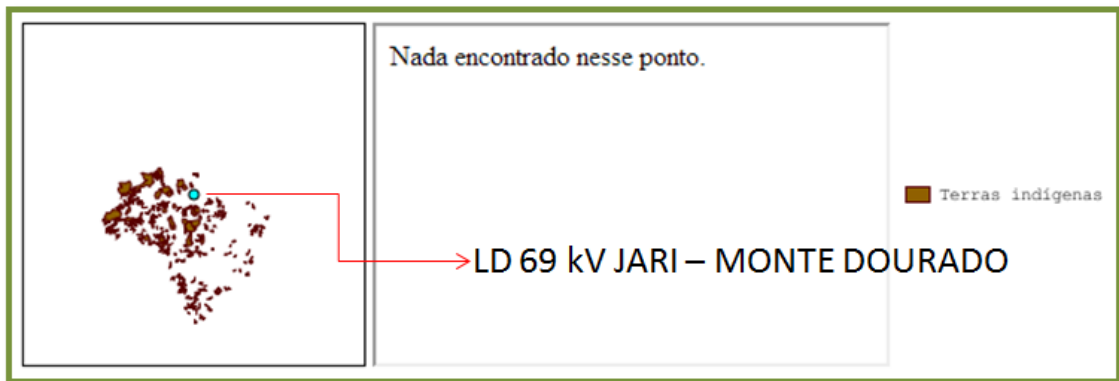 Nada encontrado nesse ponto.
Terras indígenas
LD 69 kV JARI – MONTE DOURADO